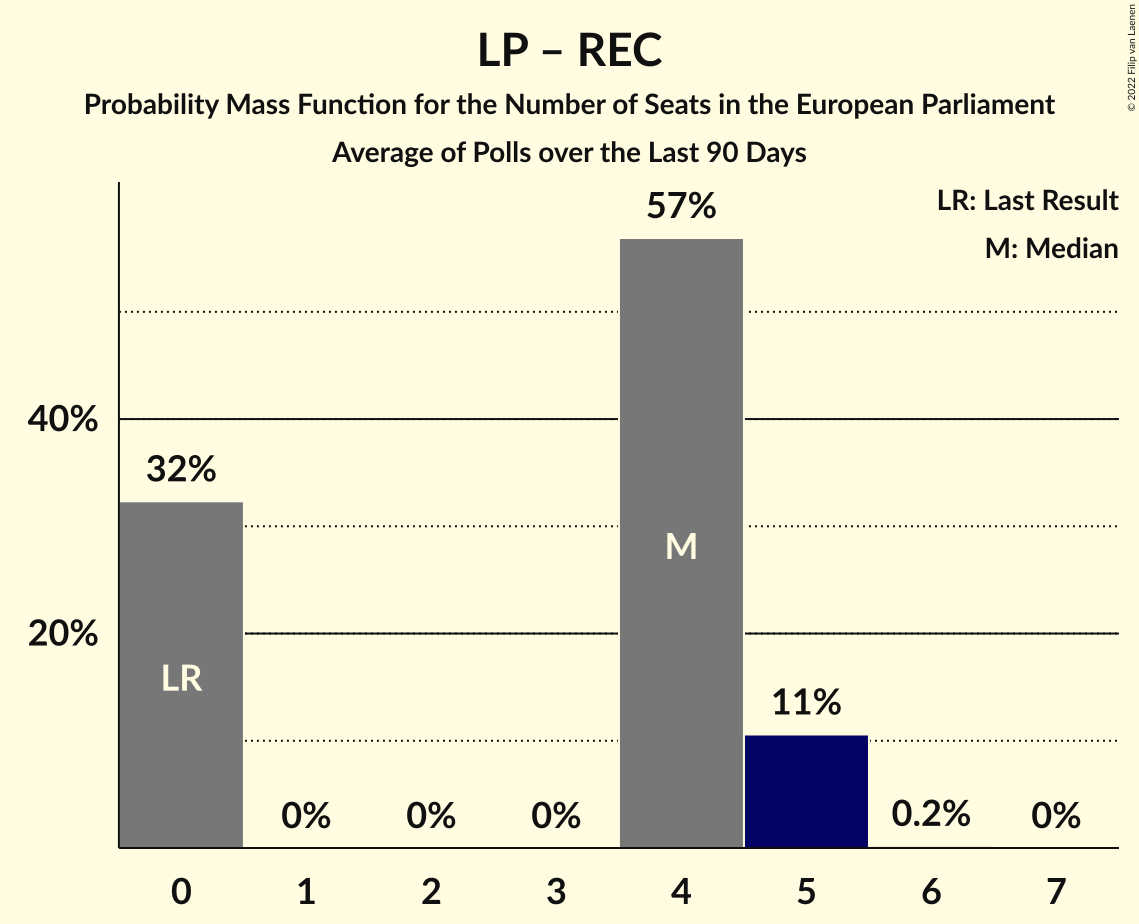 LP – REC
Probability Mass Function for the Number of Seats in the European Parliament
Average of Polls over the Last 90 Days
© 2022 Filip van Laenen
LR: Last Result
M: Median
57%
40%
32%
M
20%
LR
11%
0%
0%
0%
0.2%
0%
0
1
2
3
4
5
6
7